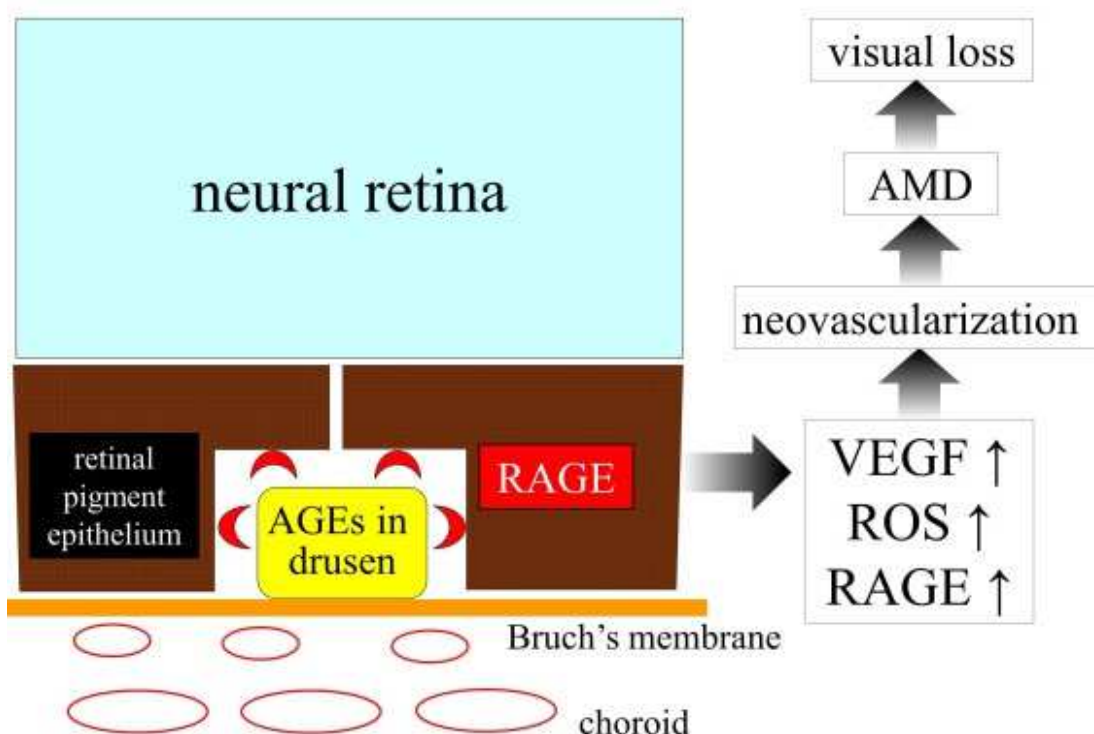 neural retina
retinal
pigment
epithelium
AGEs in
drusen
RAGE
Bruch’s membrane
choroid
visual loss
AMD
neovascularization
VEGF ↑
ROS ↑
RAGE ↑